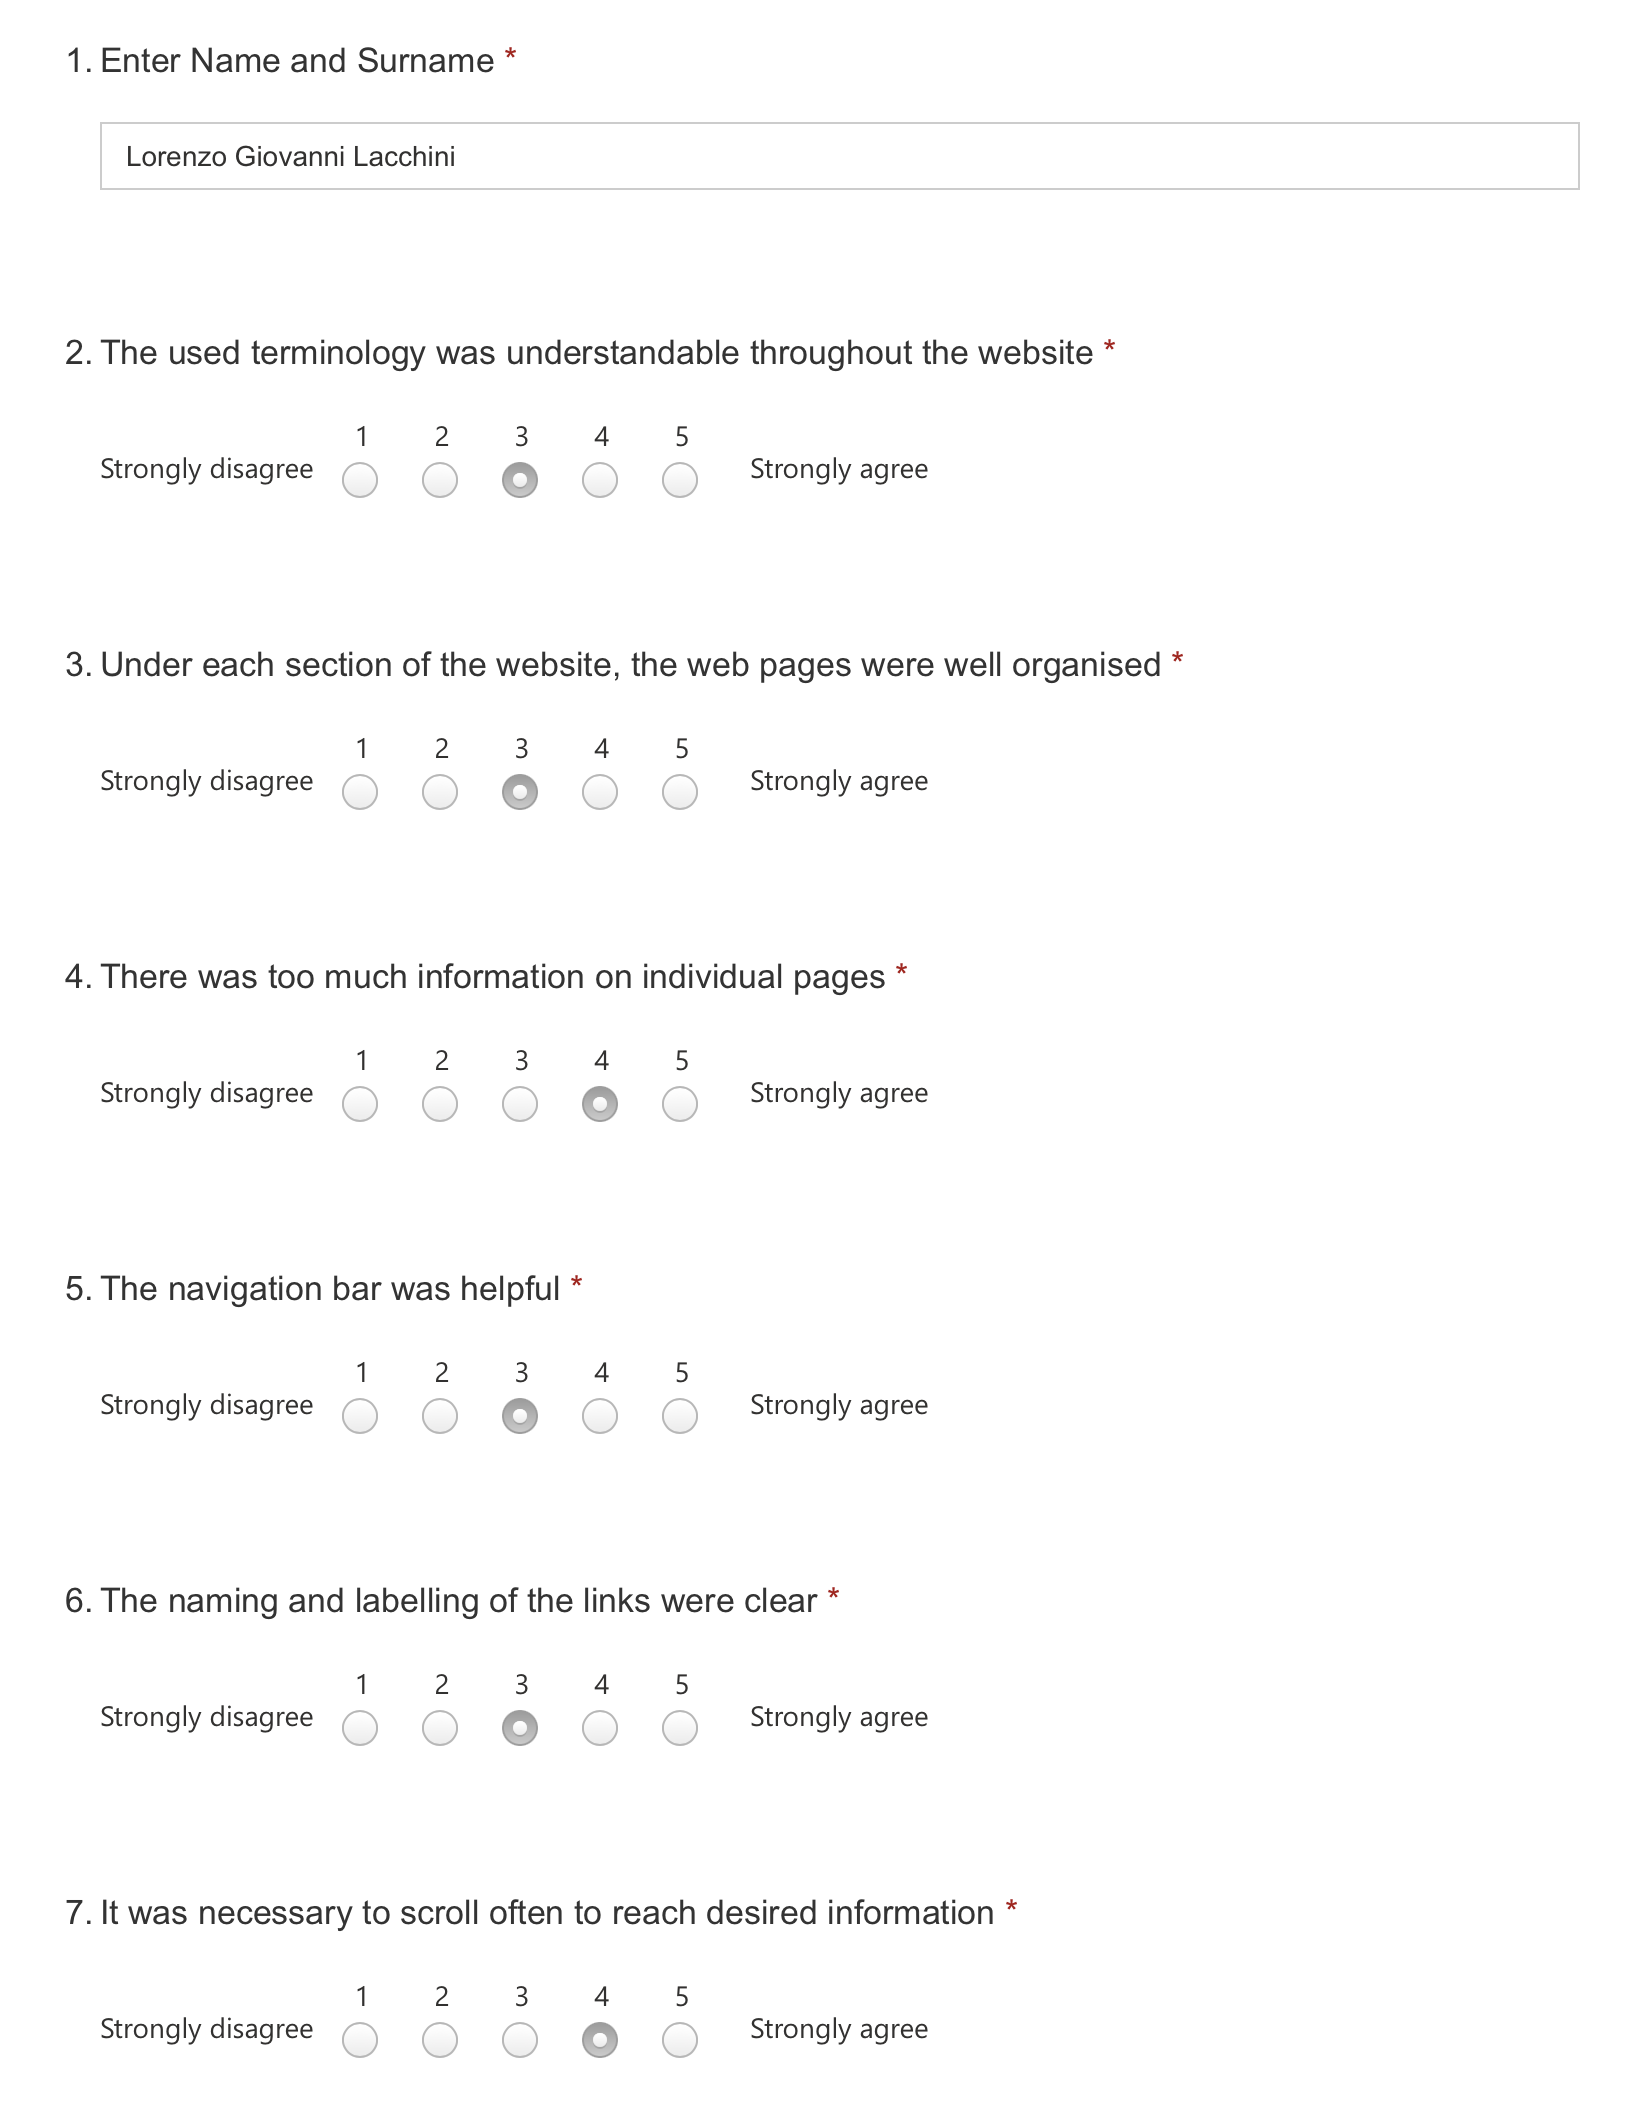 1. Enter Name and Surname *
Lorenzo Giovanni Lacchini
2. The used terminology was understandable throughout the website *
1 2 3 4 5
Strongly disagree Strongly agree
3. Under each section of the website, the web pages were well organised *
1 2 3 4 5
Strongly disagree Strongly agree
4. There was too much information on individual pages *
1 2 3 4 5
Strongly disagree Strongly agree
5. The navigation bar was helpful *
1 2 3 4 5
Strongly disagree Strongly agree
6. The naming and labelling of the links were clear *
1 2 3 4 5
Strongly disagree Strongly agree
7. It was necessary to scroll often to reach desired information *
1 2 3 4 5
Strongly disagree Strongly agree